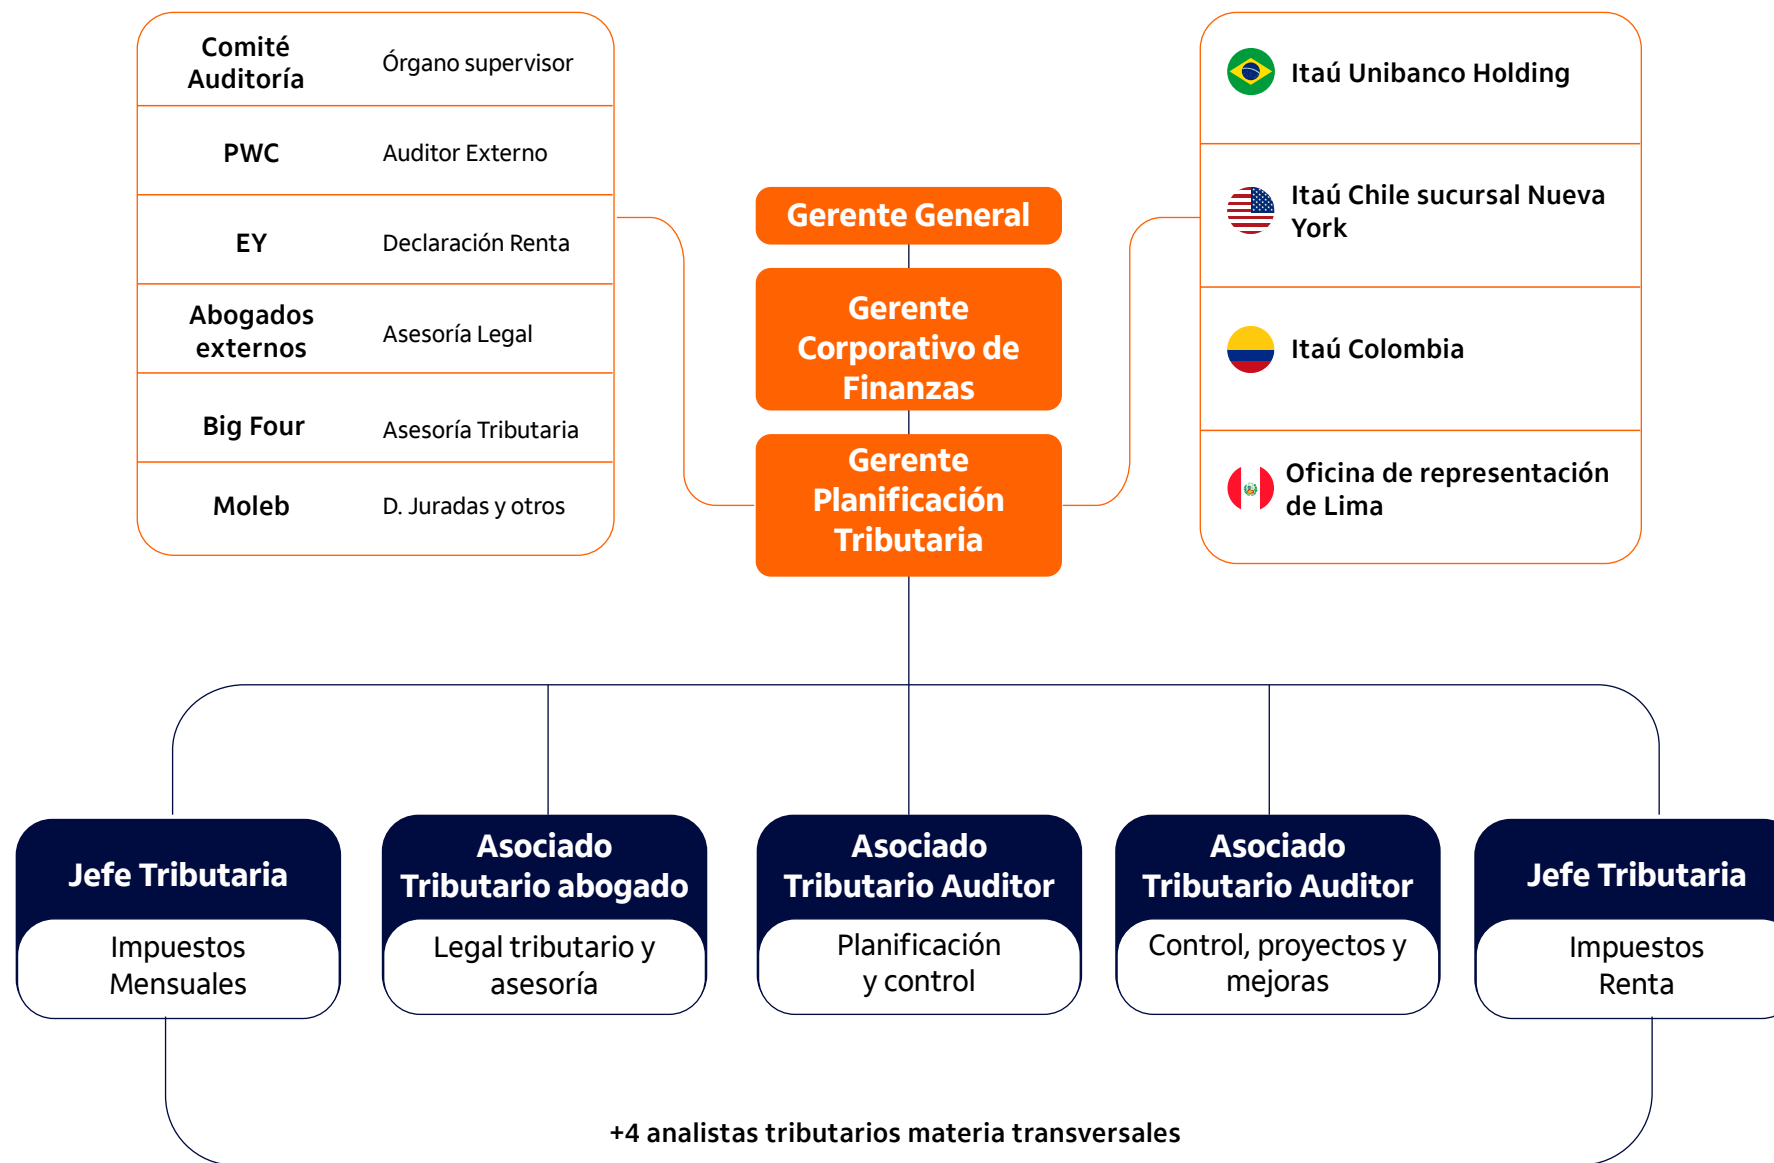 Comité
Auditoría
Órgano supervisor
PWC
Auditor Externo
EY
Declaración Renta
Abogados
externos
Asesoría Legal
Big Four
Asesoría Tributaria
Moleb
D. Juradas y otros
Gerente General
Gerente
Corporativo de
Finanzas
Gerente
Planificación
Tributaria
Itaú Unibanco Holding
Itaú Chile sucursal Nueva
York
Itaú Colombia
Oficina de representación
de Lima
Jefe Tributaria
Impuestos
Mensuales
Asociado
Tributario abogado
Legal tributario y
asesoría
Asociado
Tributario Auditor
Planificación
y control
Asociado
Tributario Auditor
Control, proyectos y
mejoras
Jefe Tributaria
Impuestos
Renta
+4 analistas tributarios materia transversales